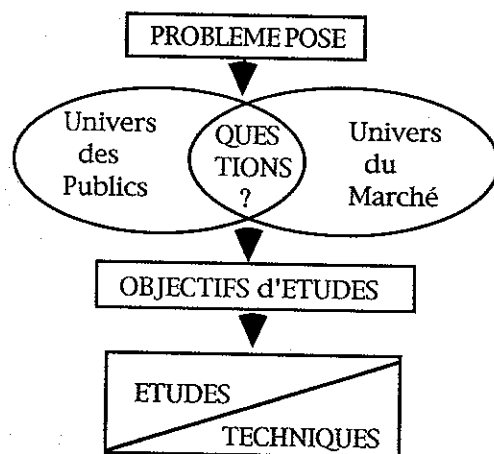 PROBLEME POSE
Univers
des
Publics
QUES
TIONS
?
Univers
du
Marché
OBJECTIFS d'ETUDES
ETUDES
TECHNIQUES